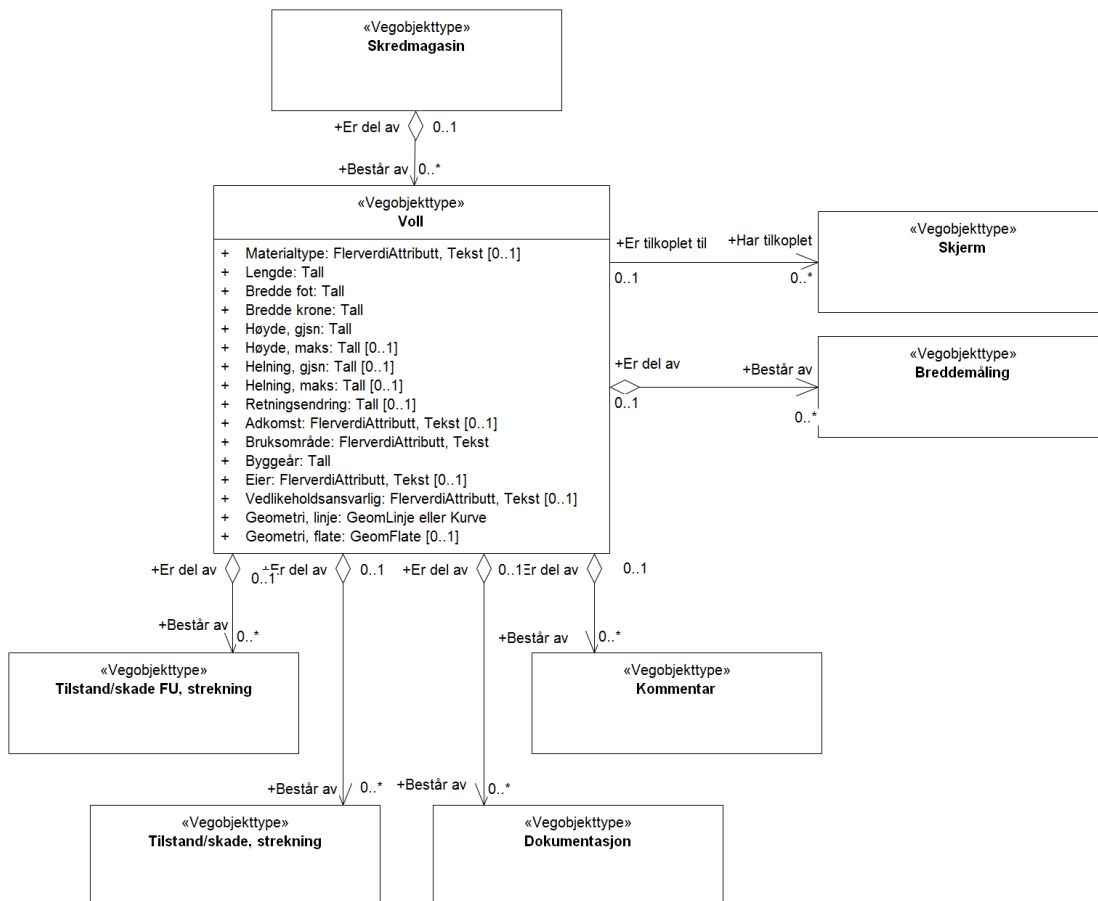 «Vegobjekttype»
Skredmagasin
+Er del av
0..1
+Består av
0..*
«Vegobjekttype»
Voll
+ Materialtype: FlerverdiAttributt, Tekst [0..1]
+ Lengde: Tall
+ Bredde fot: Tall
+ Bredde krone: Tall
+ Høyde, gjsn: Tall
+ Høyde, maks: Tall [0..1]
+ Helning, gjsn: Tall [0..1]
+ Helning, maks: Tall [0..1]
+ Retningsendring: Tall [0..1]
+ Adkomst: FlerverdiAttributt, Tekst [0..1]
+ Bruksområde: FlerverdiAttributt, Tekst
+ Byggeår: Tall
+ Eier: FlerverdiAttributt, Tekst [0..1]
+ Vedlikeholdsansvarlig: FlerverdiAttributt, Tekst [0..1]
+ Geometri, linje: GeomLinje eller Kurve
+ Geometri, flate: GeomFlate [0..1]
+Er tilkoplet til
+Har tilkoplet
0..1
0..*
«Vegobjekttype»
Skjerm
+Er del av
+Består av
0..1
0..*
«Vegobjekttype»
Breddemåling
+Er del av
0..1
+Er del av
0..1
+Er del av
0..1
Er del av
0..1
+Består av
0..*
+Består av
0..*
«Vegobjekttype»
Tilstand/skade FU, strekning
«Vegobjekttype»
Kommentar
+Består av
0..*
+Består av
0..*
«Vegobjekttype»
Tilstand/skade, strekning
«Vegobjekttype»
Dokumentasjon